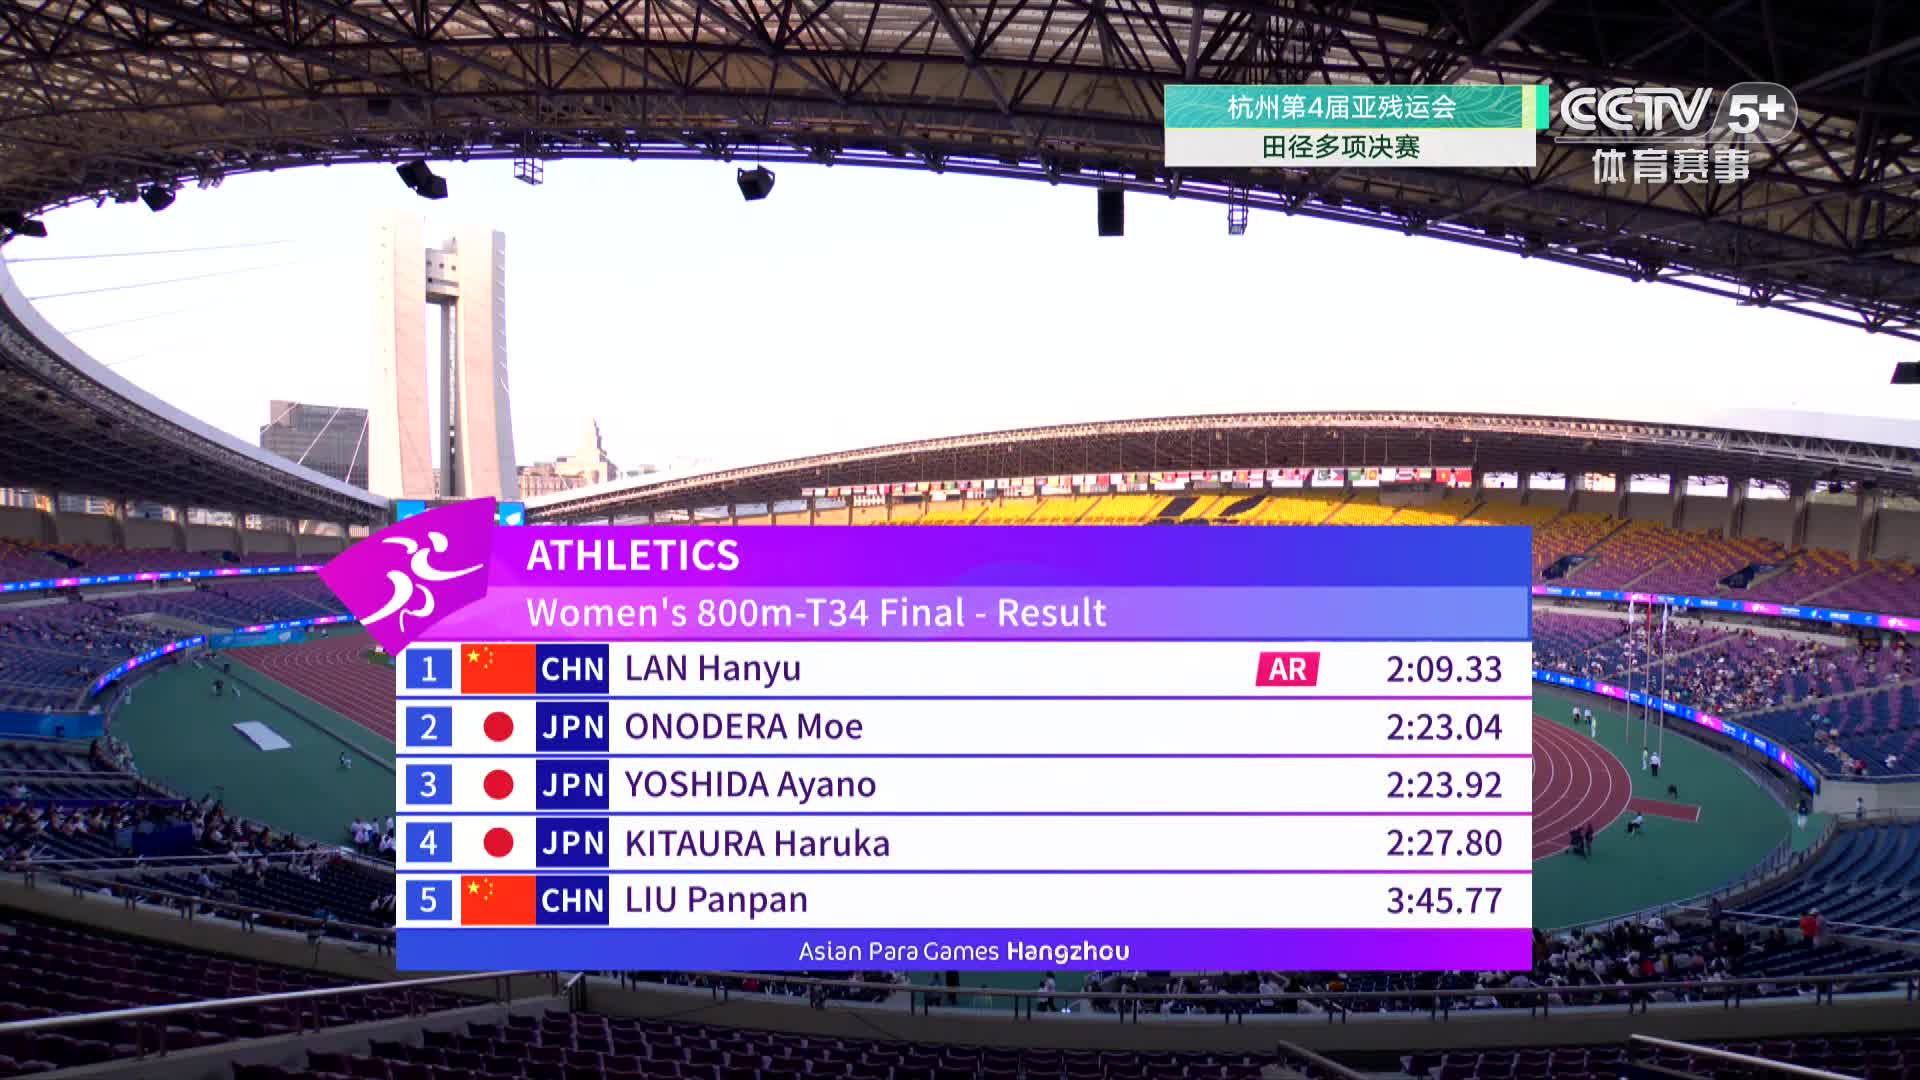 杭州第4届亚残运会
田径多项决赛
CCTV 5+
体育赛事
ATHLETICS
Women's 800m-T34 Final - Result
1 CHN LAN Hanyu AR 2:09.33
2 JPN ONODERA Moe 2:23.04
3 JPN YOSHIDA Ayano 2:23.92
4 JPN KITAURA Haruka 2:27.80
5 CHN LIU Panpan 3:45.77
Asian Para Games Hangzhou